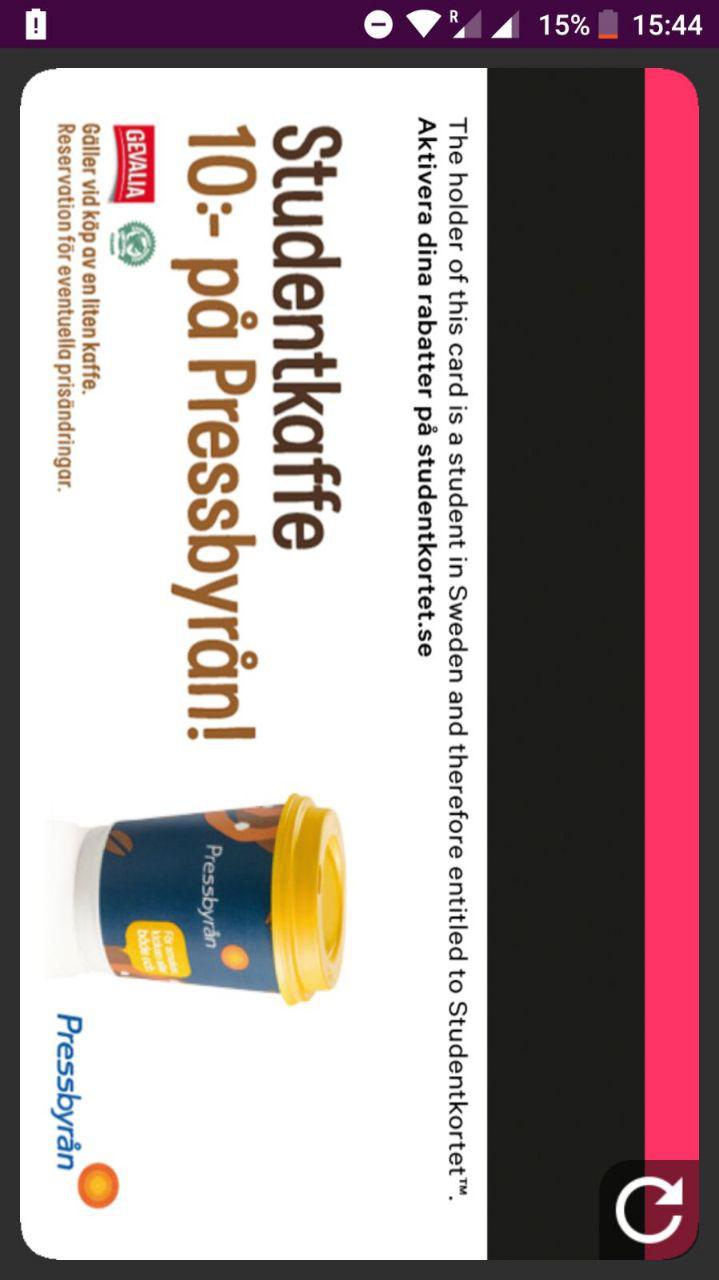 R
15%
15:44
The holder of this card is a student in Sweden and therefore entitled to Studentkortet™.
Aktivera dina rabatter på studentkortet.se
Studentkaffe
10:- på Pressbyrån!
GEVALIA
Gäller vid köp av en liten kaffe.
Reservation för eventuella prisändringar.
Pressbyrån
Pressbyrån